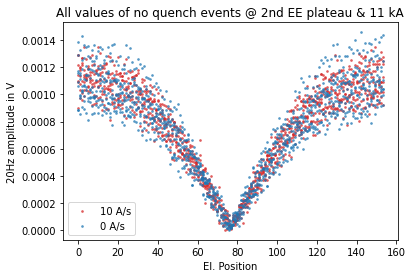 All values of no quench events @ 2nd EE plateau & 11 kA
20Hz amplitude in V
0.0014
0.0012
0.0010
0.0008
0.0006
0.0004
0.0002
0.0000
10 A/s
0 A/s
0 20 40 60 80 100 120 140 160
El. Position